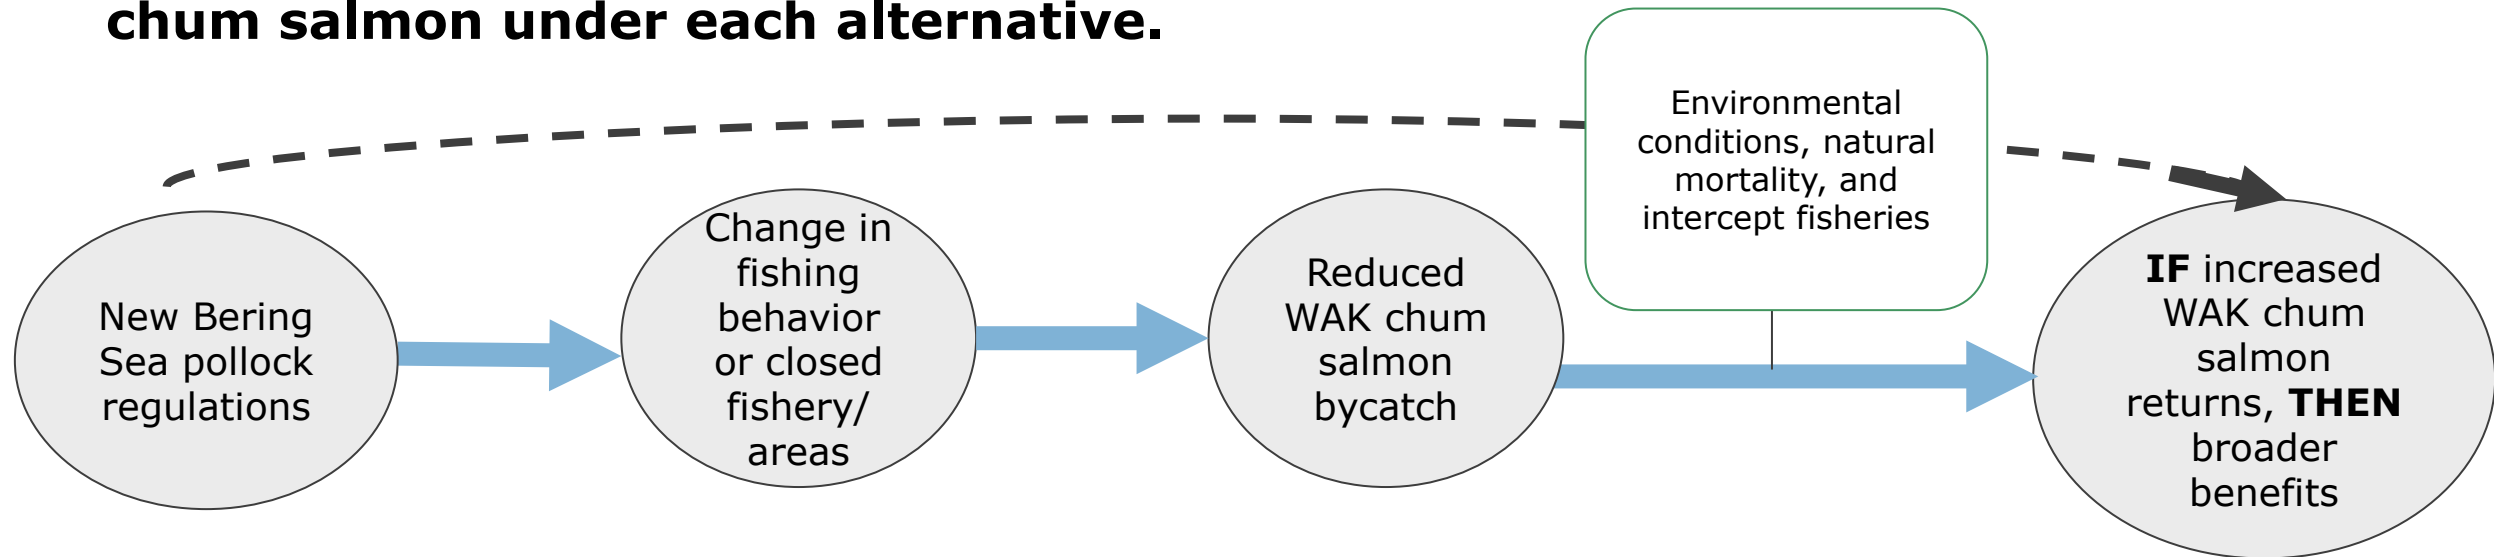 chum salmon under each alternative.
Environmental
conditions, natural
mortality, and
intercept fisheries
New Bering
Sea pollock
regulations
Change in
fishing
behavior
or closed
fishery/
areas
Reduced
WAK chum
salmon
bycatch
IF increased
WAK chum
salmon
returns, THEN
broader
benefits